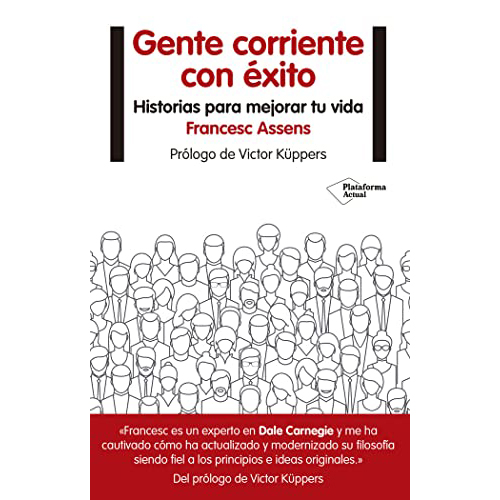 Gente corriente
con éxito
Historias para mejorar tu vida
Francesc Assens
Prólogo de Victor Küppers
Plataforma
Actual
«Francesc es un experto en Dale Carnegie y me ha
cautivado cómo ha actualizado y modernizado su filosofía
siendo fiel a los principios e ideas originales.»
Del prólogo de Victor Küppers